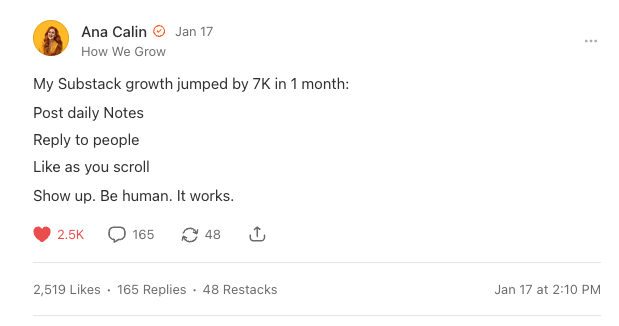 Ana Calin Jan 17
How We Grow
My Substack growth jumped by 7K in 1 month:
Post daily Notes
Reply to people
Like as you scroll
Show up. Be human. It works.
2.5K 165 48
2,519 Likes · 165 Replies · 48 Restacks Jan 17 at 2:10 PM